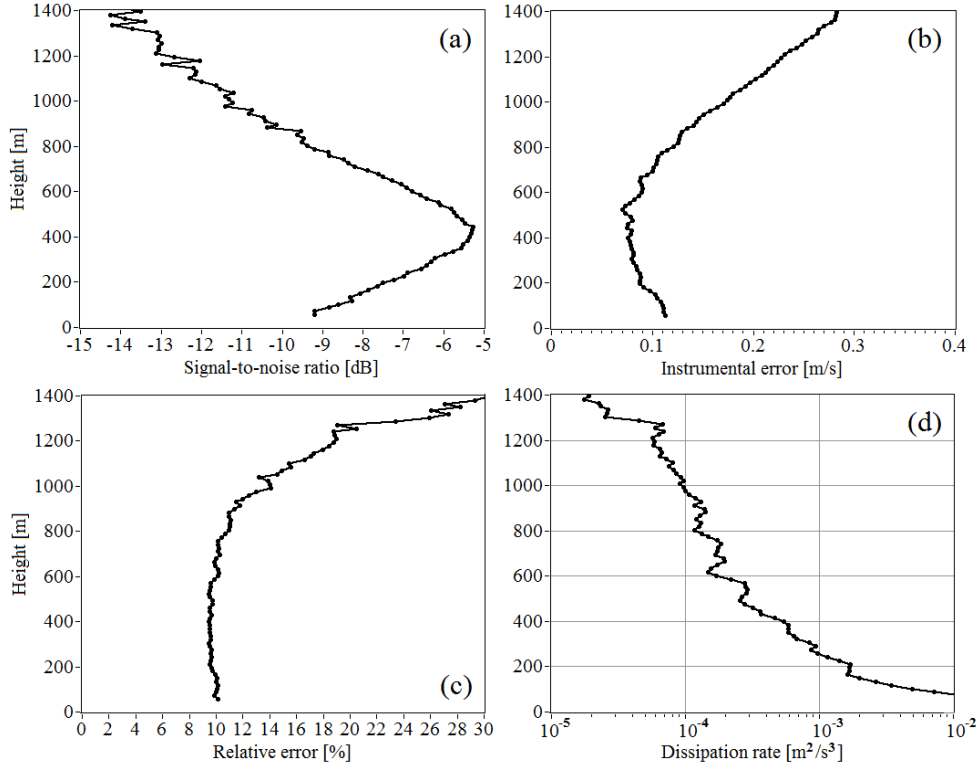 1400
1200
1000
800
600
400
200
0
Height [m]
(a)
-15 -14 -13 -12 -11 -10 -9 -8 -7 -6 -5
Signal-to-noise ratio [dB]
1400
1200
1000
800
600
400
200
0
(b)
0 0.1 0.2 0.3 0.4
Instrumental error [m/s]
1400
1200
1000
800
600
400
200
0
Height [m]
(c)
0 2 4 6 8 10 12 14 16 18 20 22 24 26 28 30
Relative error [%]
1400
1200
1000
800
600
400
200
0
(d)
10⁻⁵ 10⁻⁴ 10⁻³ 10⁻²
Dissipation rate [m²/s³]